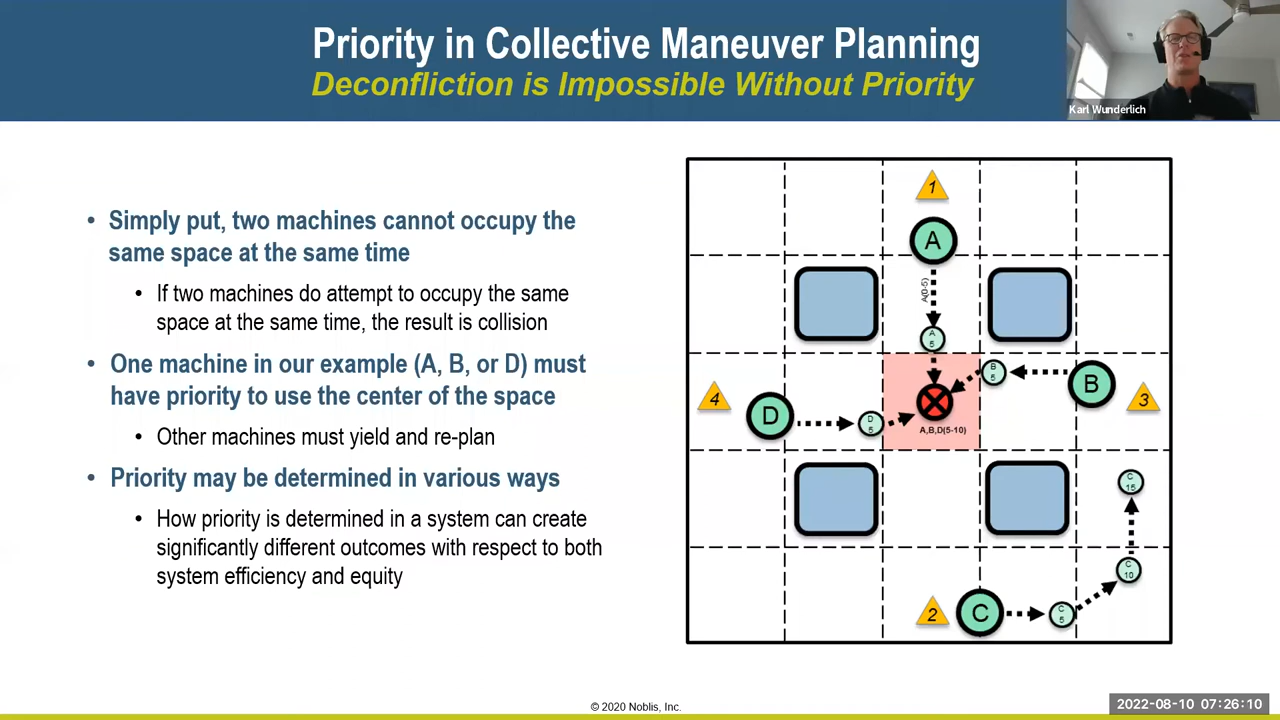 Priority in Collective Maneuver Planning
Deconfliction is Impossible Without Priority
Karl Wunderlich
• Simply put, two machines cannot occupy the
same space at the same time
• If two machines do attempt to occupy the same
space at the same time, the result is collision
• One machine in our example (A, B, or D) must
have priority to use the center of the space
• Other machines must yield and re-plan
• Priority may be determined in various ways
• How priority is determined in a system can create
significantly different outcomes with respect to both
system efficiency and equity
1
A
A(0-5)
A
5
B
5
B
3
4
D
D
5
A,B,D(5-10)
C
15
C
10
2
C
C
5
© 2020 Noblis, Inc.
2022-08-10 07:26:10